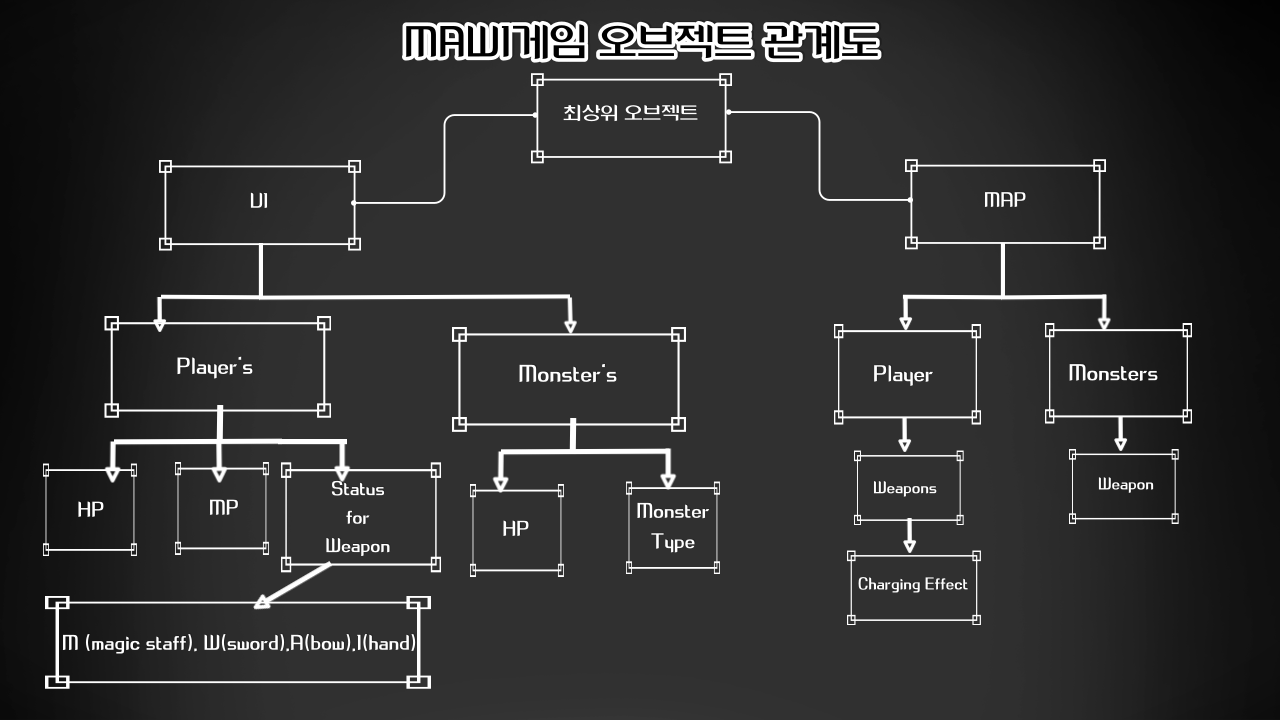 MAWI게임 오브젝트 관계도
최상위 오브젝트
UI
MAP
Player's
Monster's
Player
Monsters
HP
MP
Status
for
Weapon
HP
Monster
Type
Weapons
Weapon
Charging Effect
M (magic staff), W(sword),A(bow),I(hand)